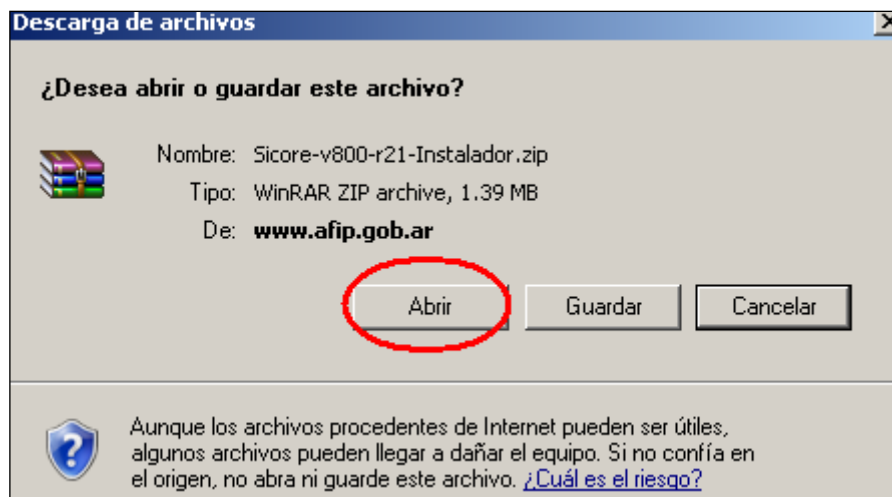 Descarga de archivos
¿Desea abrir o guardar este archivo?
Nombre: Sicore-v800-r21-Instalador.zip
Tipo: WinRAR ZIP archive, 1.39 MB
De: www.afip.gob.ar
Abrir Guardar Cancelar
Aunque los archivos procedentes de Internet pueden ser útiles,
algunos archivos pueden llegar a dañar el equipo. Si no confía en
el origen, no abra ni guarde este archivo. ¿Cuál es el riesgo?